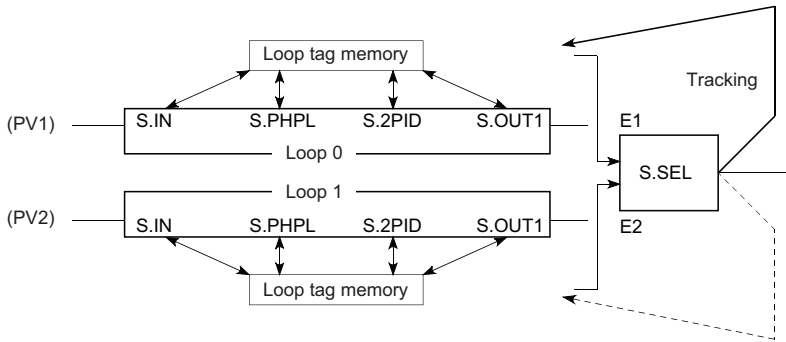 Loop tag memory
Tracking
(PV1) S.IN S.PHPL S.2PID S.OUT1 E1
Loop 0
S.SEL
Loop 1
(PV2) S.IN S.PHPL S.2PID S.OUT1 E2
Loop tag memory